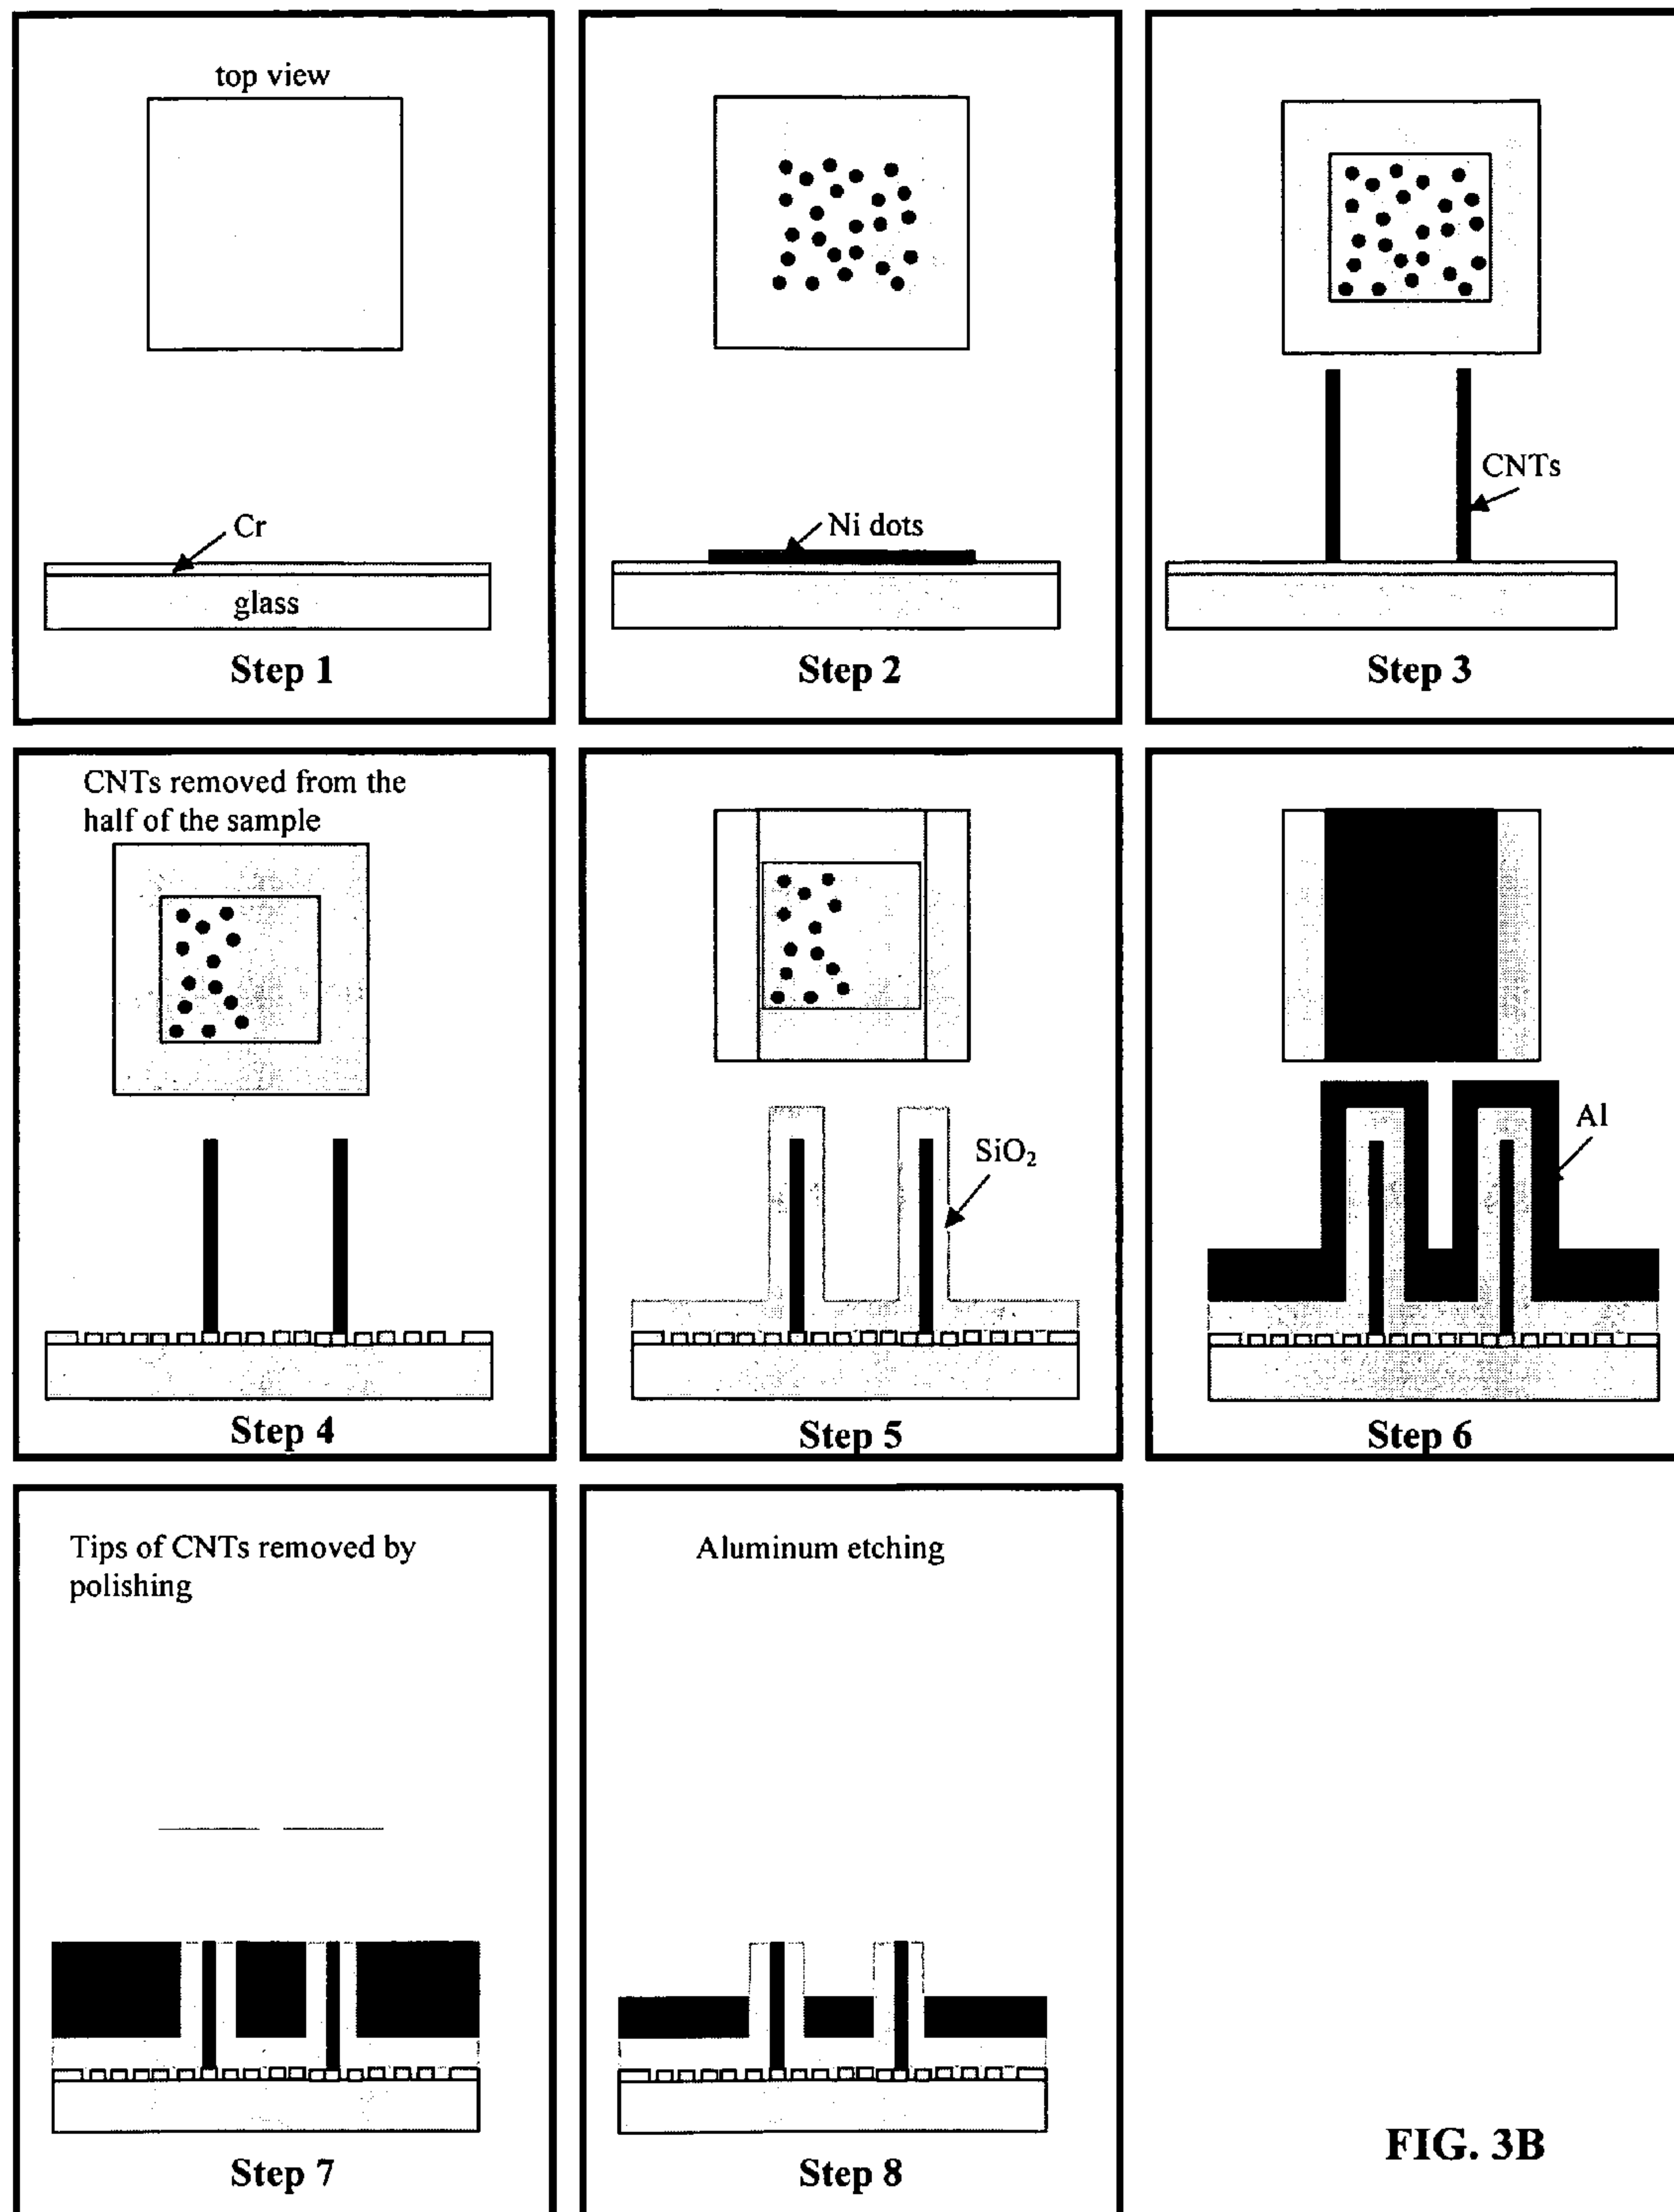 top view
Cr
glass
Step 1
Ni dots
Step 2
CNTs
Step 3
CNTs removed from the
half of the sample
Step 4
SiO₂
Step 5
Al
Step 6
Tips of CNTs removed by
polishing
Step 7
Aluminum etching
Step 8
FIG. 3B